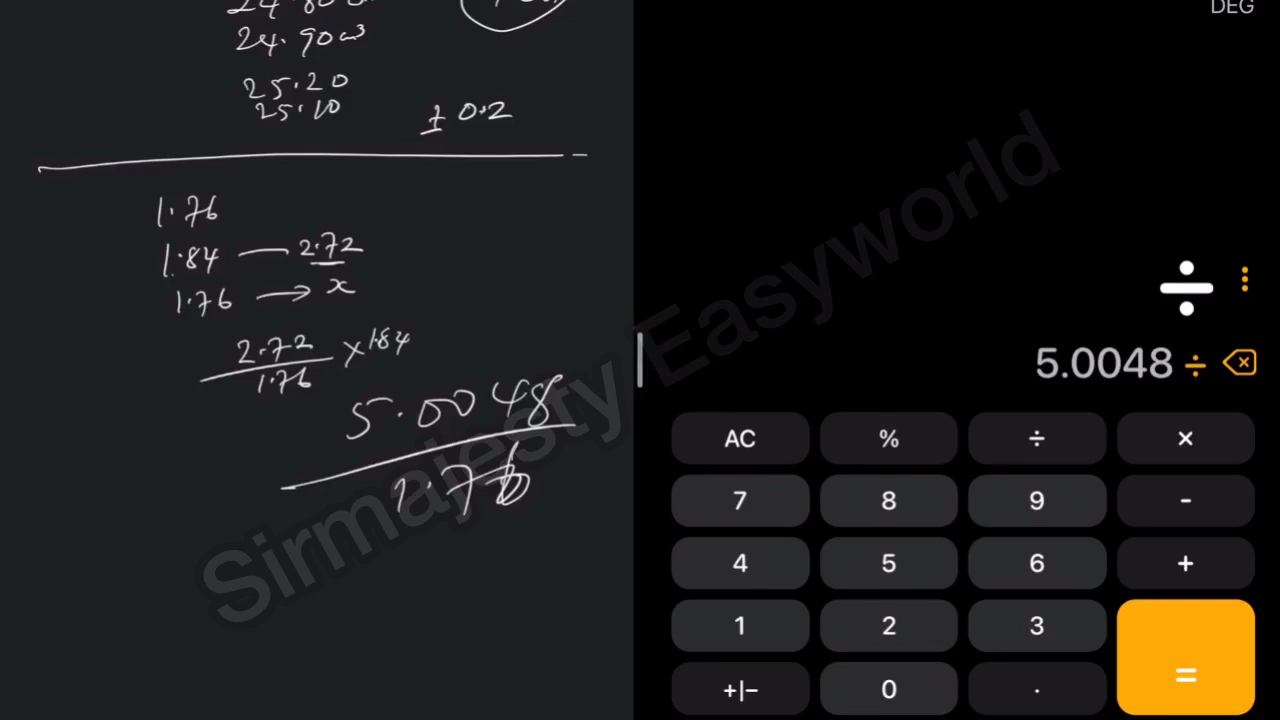 24.90cm³
25.20
25.10
± 0.2
1.76
1.84 — 2.72
1.76 → x
2.72 × 1.84
1.76
5.0048
1.76
Sirmajesty Easyworld
DEG
÷
5.0048 ÷
AC % ÷ ×
7 8 9 -
4 5 6 +
1 2 3
+|− 0 . =